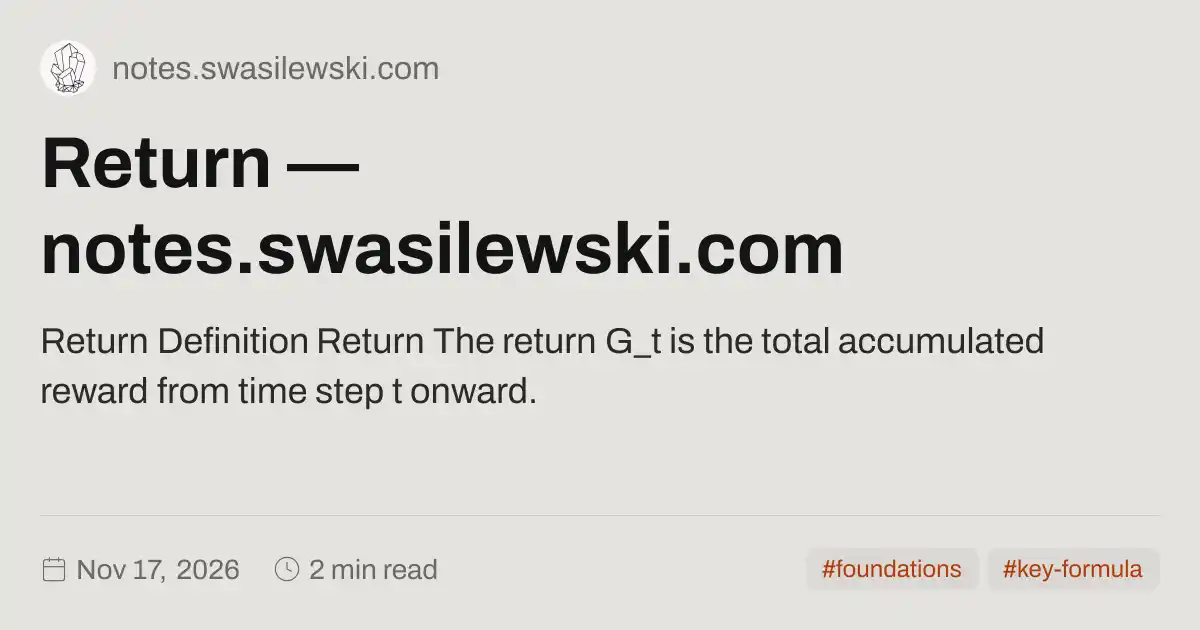 notes.swasilewski.com
Return —
notes.swasilewski.com
Return Definition Return The return G_t is the total accumulated
reward from time step t onward.
Nov 17, 2026
2 min read
#foundations
#key-formula